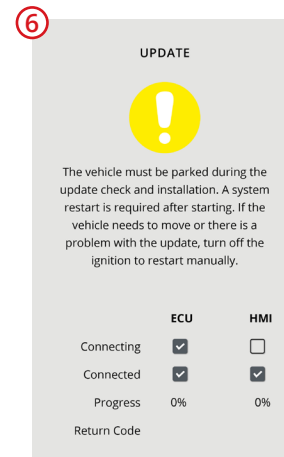 6
UPDATE
!
The vehicle must be parked during the
update check and installation. A system
restart is required after starting. If the
vehicle needs to move or there is a
problem with the update, turn off the
ignition to restart manually.
ECU HMI
Connecting
Connected
Progress 0% 0%
Return Code